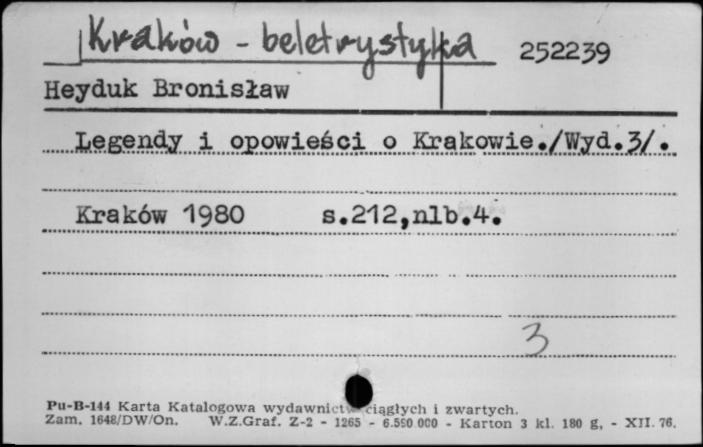 Kraków - beletrystyka 252239
Heyduk Bronisław
Legendy i opowieści o Krakowie./Wyd.3/.
Kraków 1980 s.212,nlb.4.
3
Pu-B-144 Karta Katalogowa wydawnictw ciągłych i zwartych.
Zam. 1648/DW/On. W.Z.Graf. Z-2 - 1265 - 6.590 000 - Karton 3 kl. 180 g, - XII. 76.